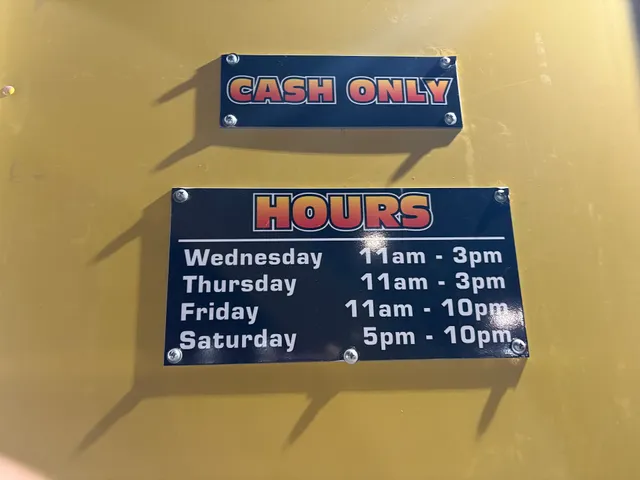 CASH ONLY
HOURS
Wednesday 11am - 3pm
Thursday 11am - 3pm
Friday 11am - 10pm
Saturday 5pm - 10pm